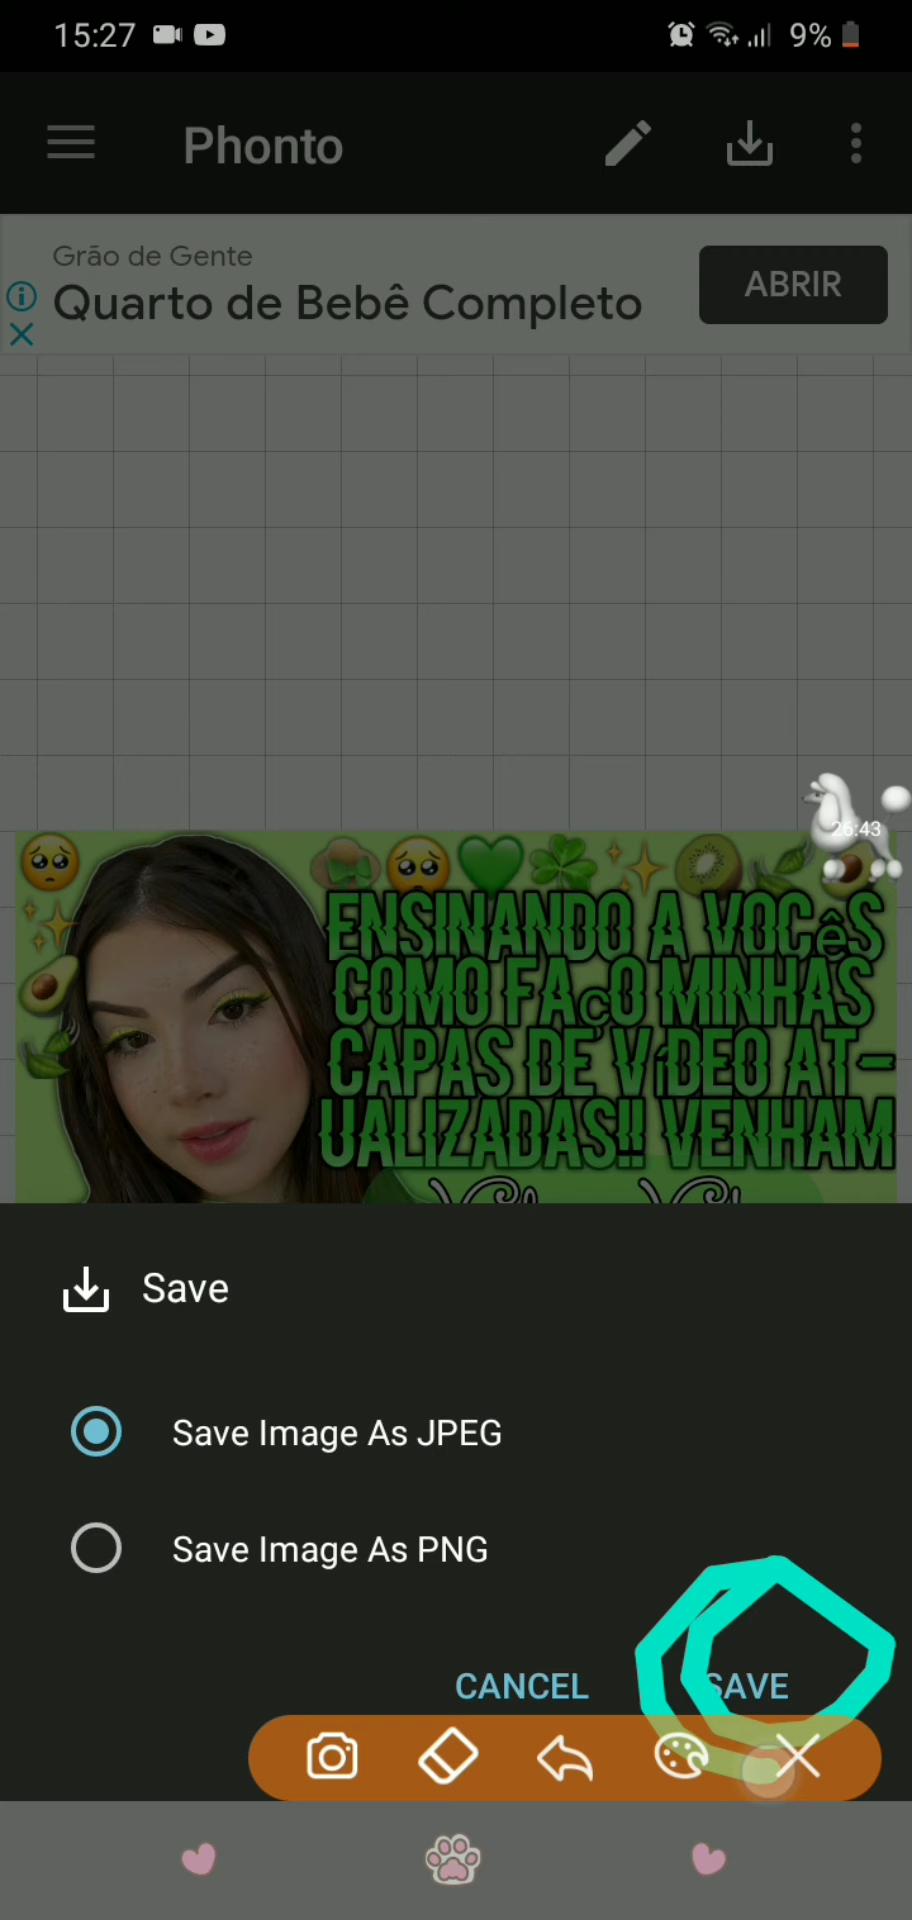 15:27
9%
Phonto
Grão de Gente
Quarto de Bebê Completo
ABRIR
26:43
ENSINANDO A VOCêS
COMO FAçO MINHAS
CAPAS DE VíDEO AT-
UALIZADAS!! VENHAM
Save
Save Image As JPEG
Save Image As PNG
CANCEL
SAVE